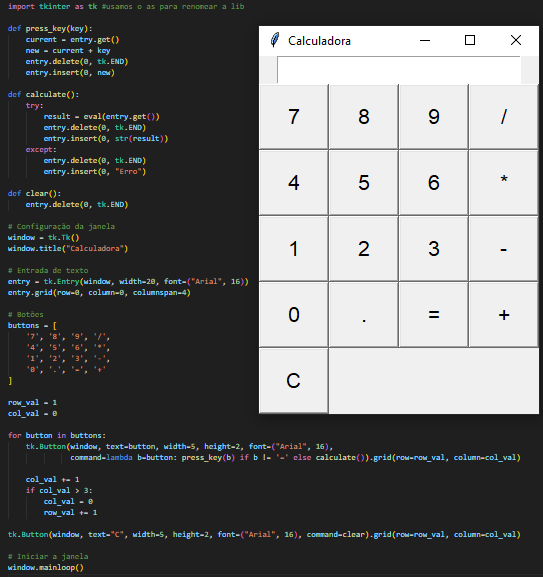 import tkinter as tk #usamos o as para renomear a lib
def press_key(key):
    current = entry.get()
    new = current + key
    entry.delete(0, tk.END)
    entry.insert(0, new)
def calculate():
    try:
        result = eval(entry.get())
        entry.delete(0, tk.END)
        entry.insert(0, str(result))
    except:
        entry.delete(0, tk.END)
        entry.insert(0, "Erro")
def clear():
    entry.delete(0, tk.END)
# Configuração da janela
window = tk.Tk()
window.title("Calculadora")
# Entrada de texto
entry = tk.Entry(window, width=20, font=("Arial", 16))
entry.grid(row=0, column=0, columnspan=4)
# Botões
buttons = [
    '7', '8', '9', '/',
    '4', '5', '6', '*',
    '1', '2', '3', '-',
    '0', '.', '=', '+'
]
row_val = 1
col_val = 0
for button in buttons:
    tk.Button(window, text=button, width=5, height=2, font=("Arial", 16),
              command=lambda b=button: press_key(b) if b != '=' else calculate()).grid(row=row_val, column=col_val)
    col_val += 1
    if col_val > 3:
        col_val = 0
        row_val += 1
tk.Button(window, text="C", width=5, height=2, font=("Arial", 16), command=clear).grid(row=row_val, column=col_val)
# Iniciar a janela
window.mainloop()
Calculadora
7 8 9 /
4 5 6 *
1 2 3 -
0 . = +
C